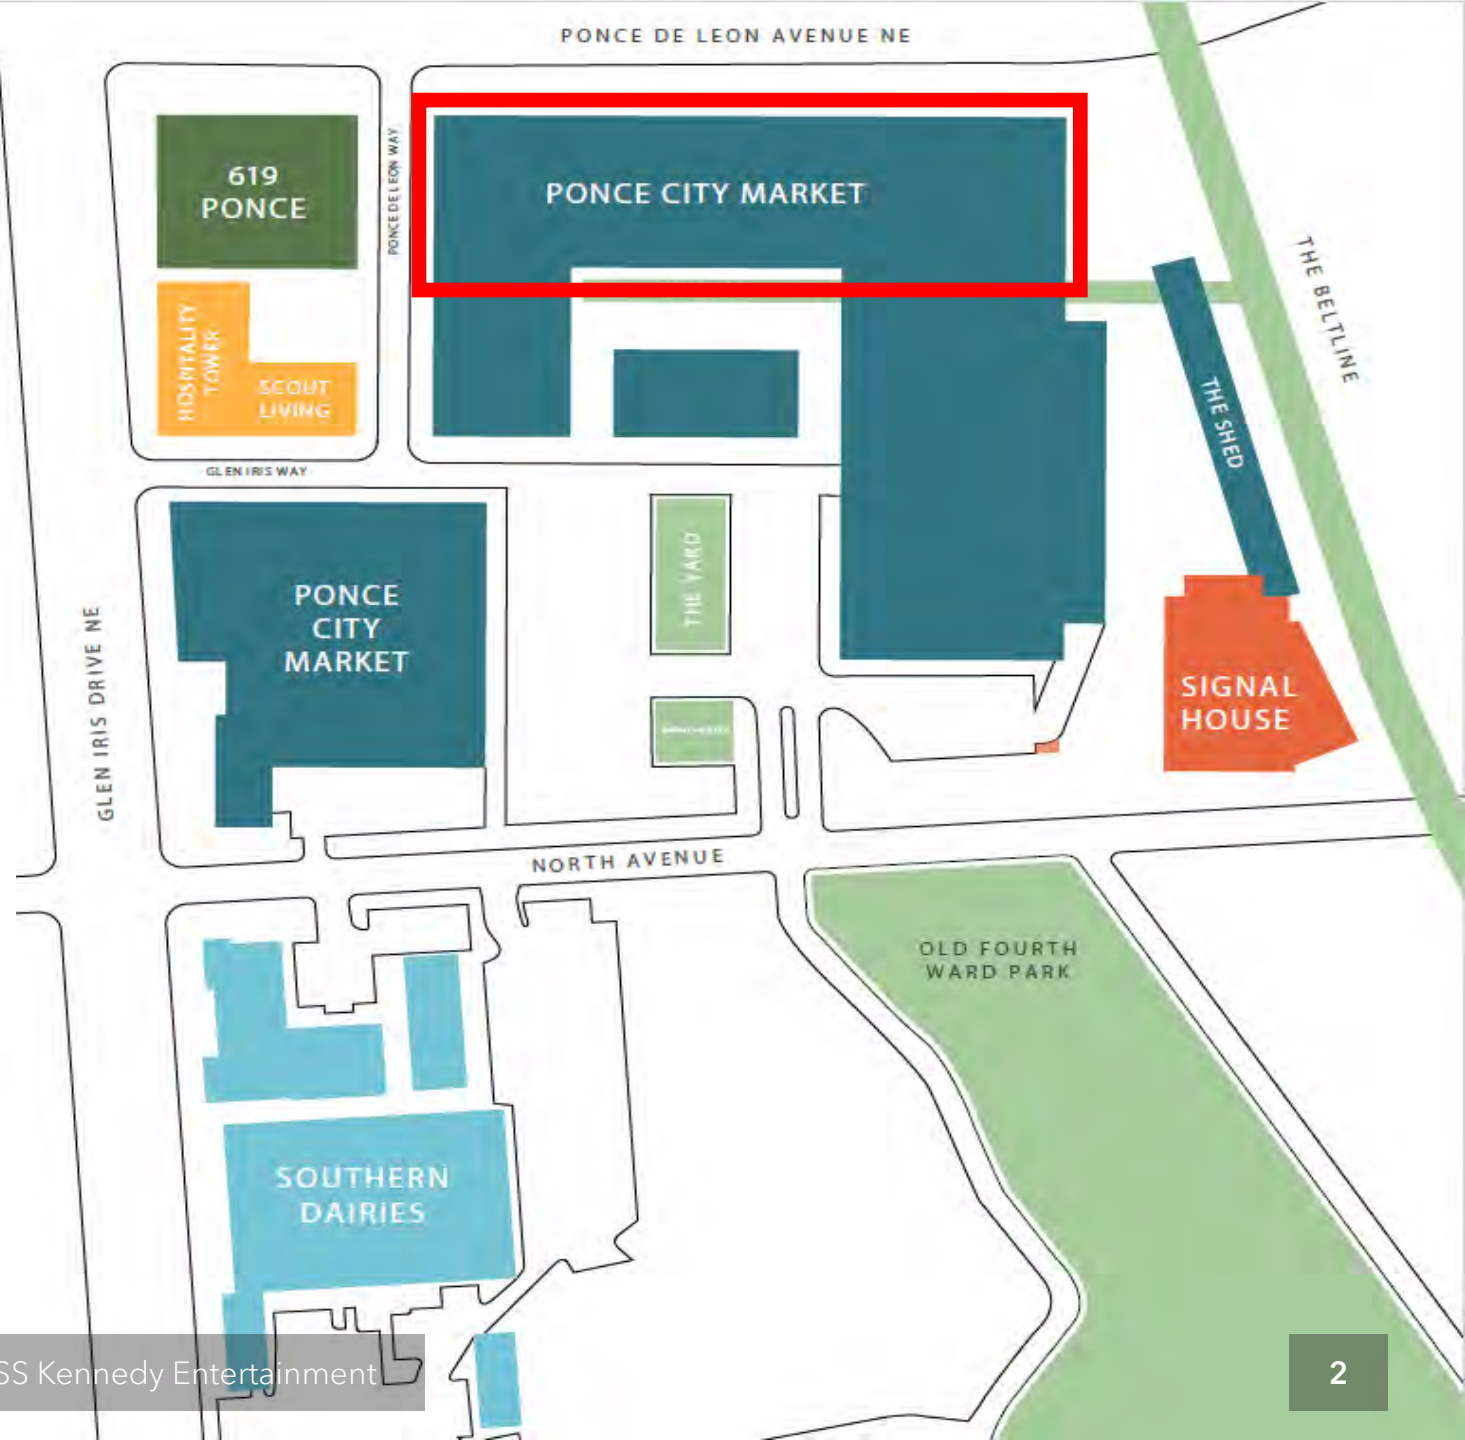 PONCE DE LEON AVENUE NE
619
PONCE
PONCE DE LEON WAY
PONCE CITY MARKET
THE BELTLINE
HOSPITALITY
TOWER
SCOUT
LIVING
THE SHED
GLEN IRIS WAY
THE YARD
PONCE
CITY
MARKET
GLEN IRIS DRIVE NE
SIGNAL
HOUSE
NORTH AVENUE
OLD FOURTH
WARD PARK
SOUTHERN
DAIRIES
SS Kennedy Entertainment
2